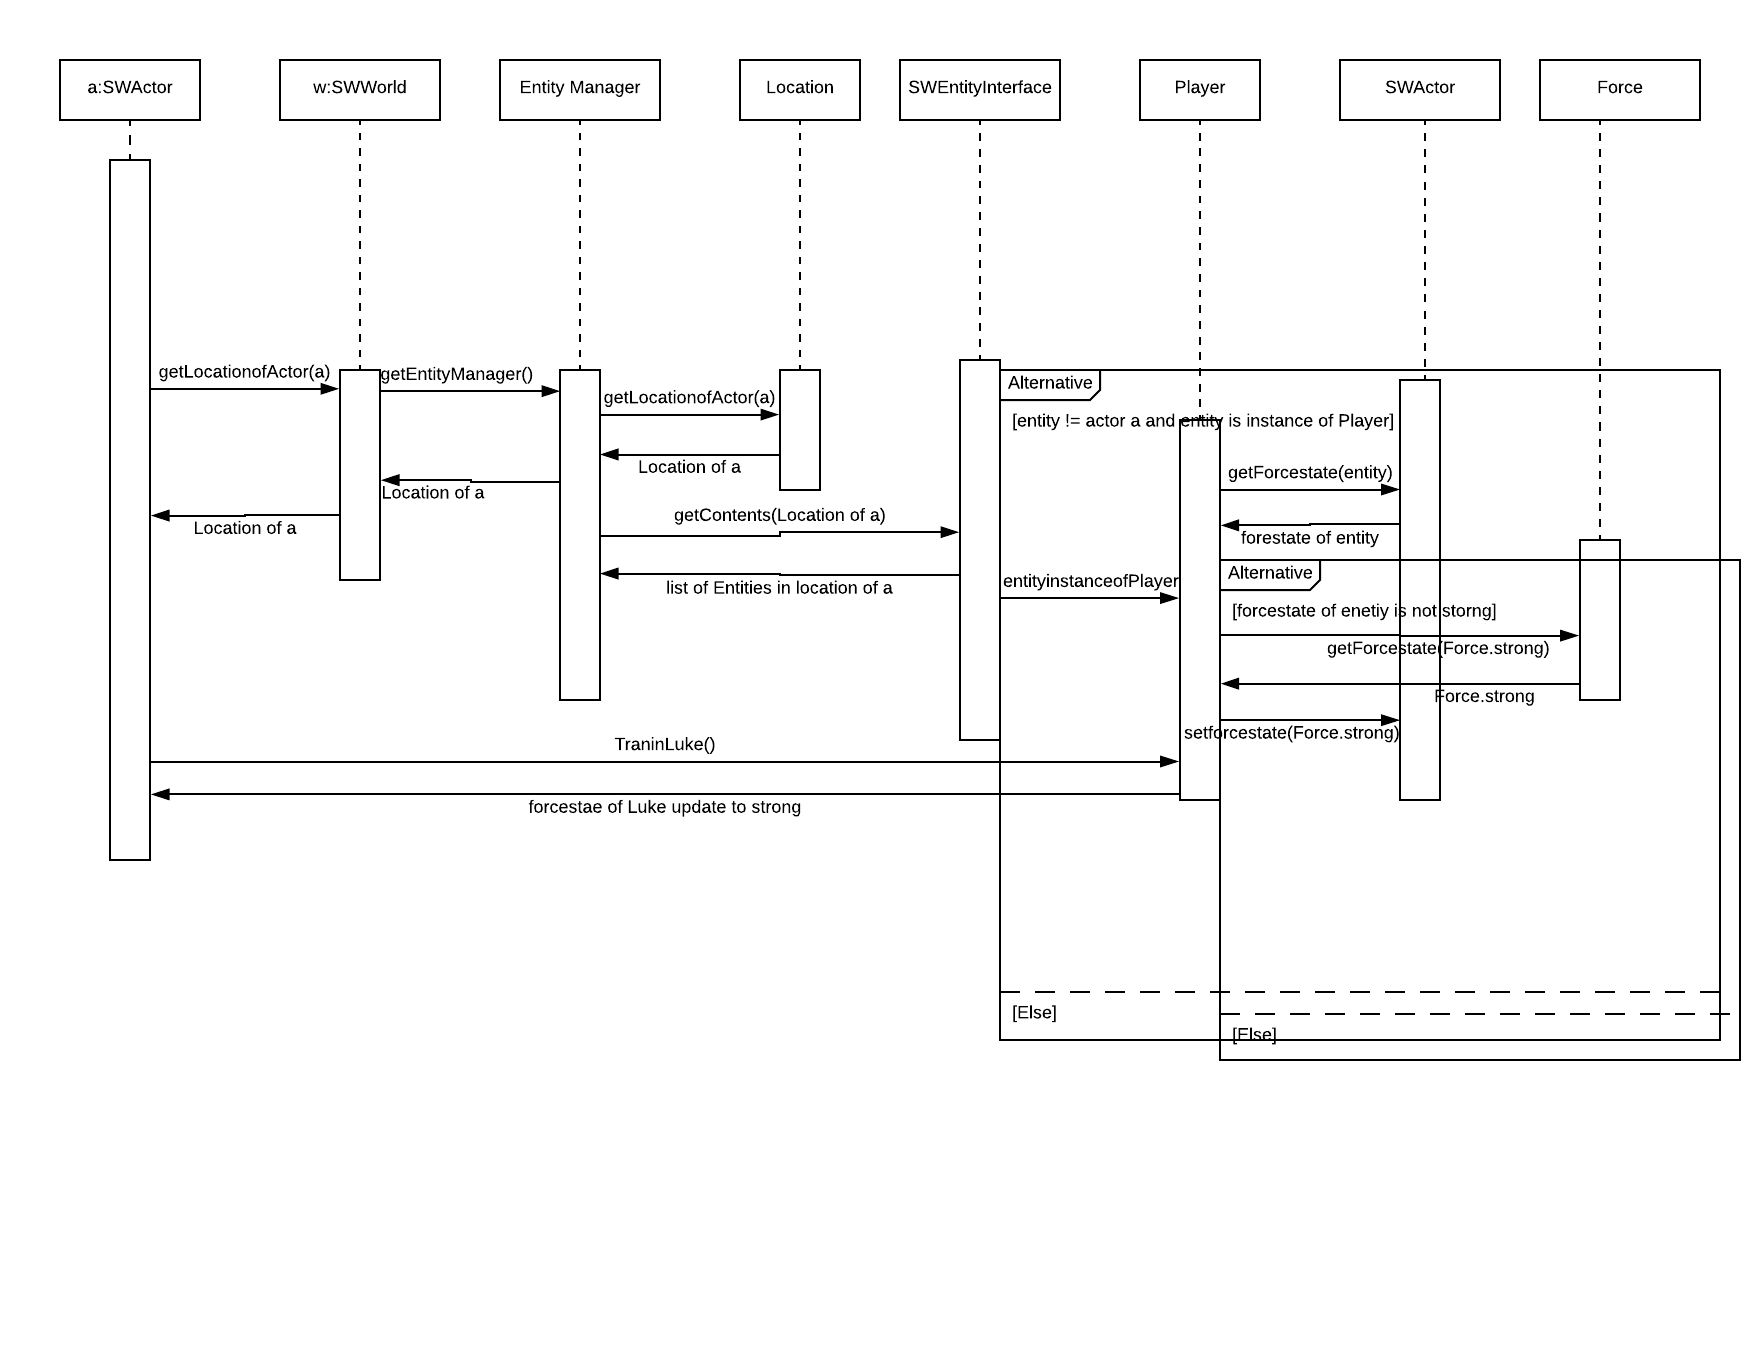 a:SWActor
w:SWWorld
Entity Manager
Location
SWEntityInterface
Player
SWActor
Force
getLocationofActor(a)
getEntityManager()
getLocationofActor(a)
Location of a
Location of a
Location of a
getContents(Location of a)
list of Entities in location of a
Alternative
[entity != actor a and entity is instance of Player]
getForcestate(entity)
forestate of entity
entityinstanceofPlayer
Alternative
[forcestate of enetiy is not storng]
getForcestate(Force.strong)
Force.strong
setforcestate(Force.strong)
TraninLuke()
forcestae of Luke update to strong
[Else]
[Else]